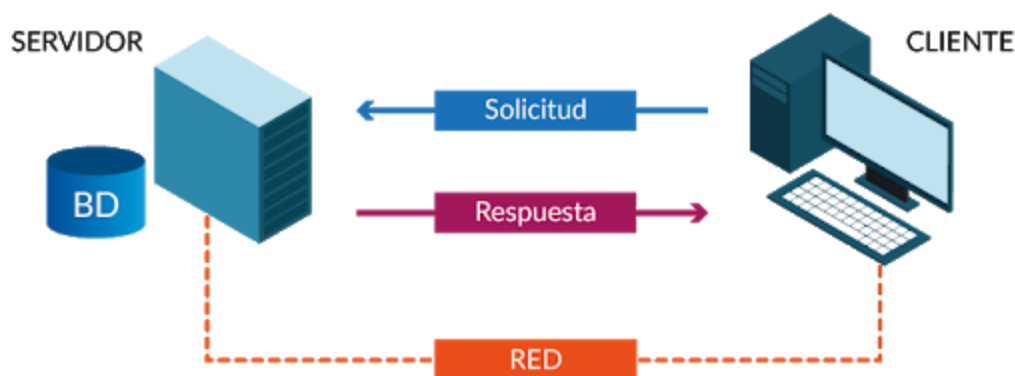 SERVIDOR
CLIENTE
Solicitud
BD
Respuesta
RED